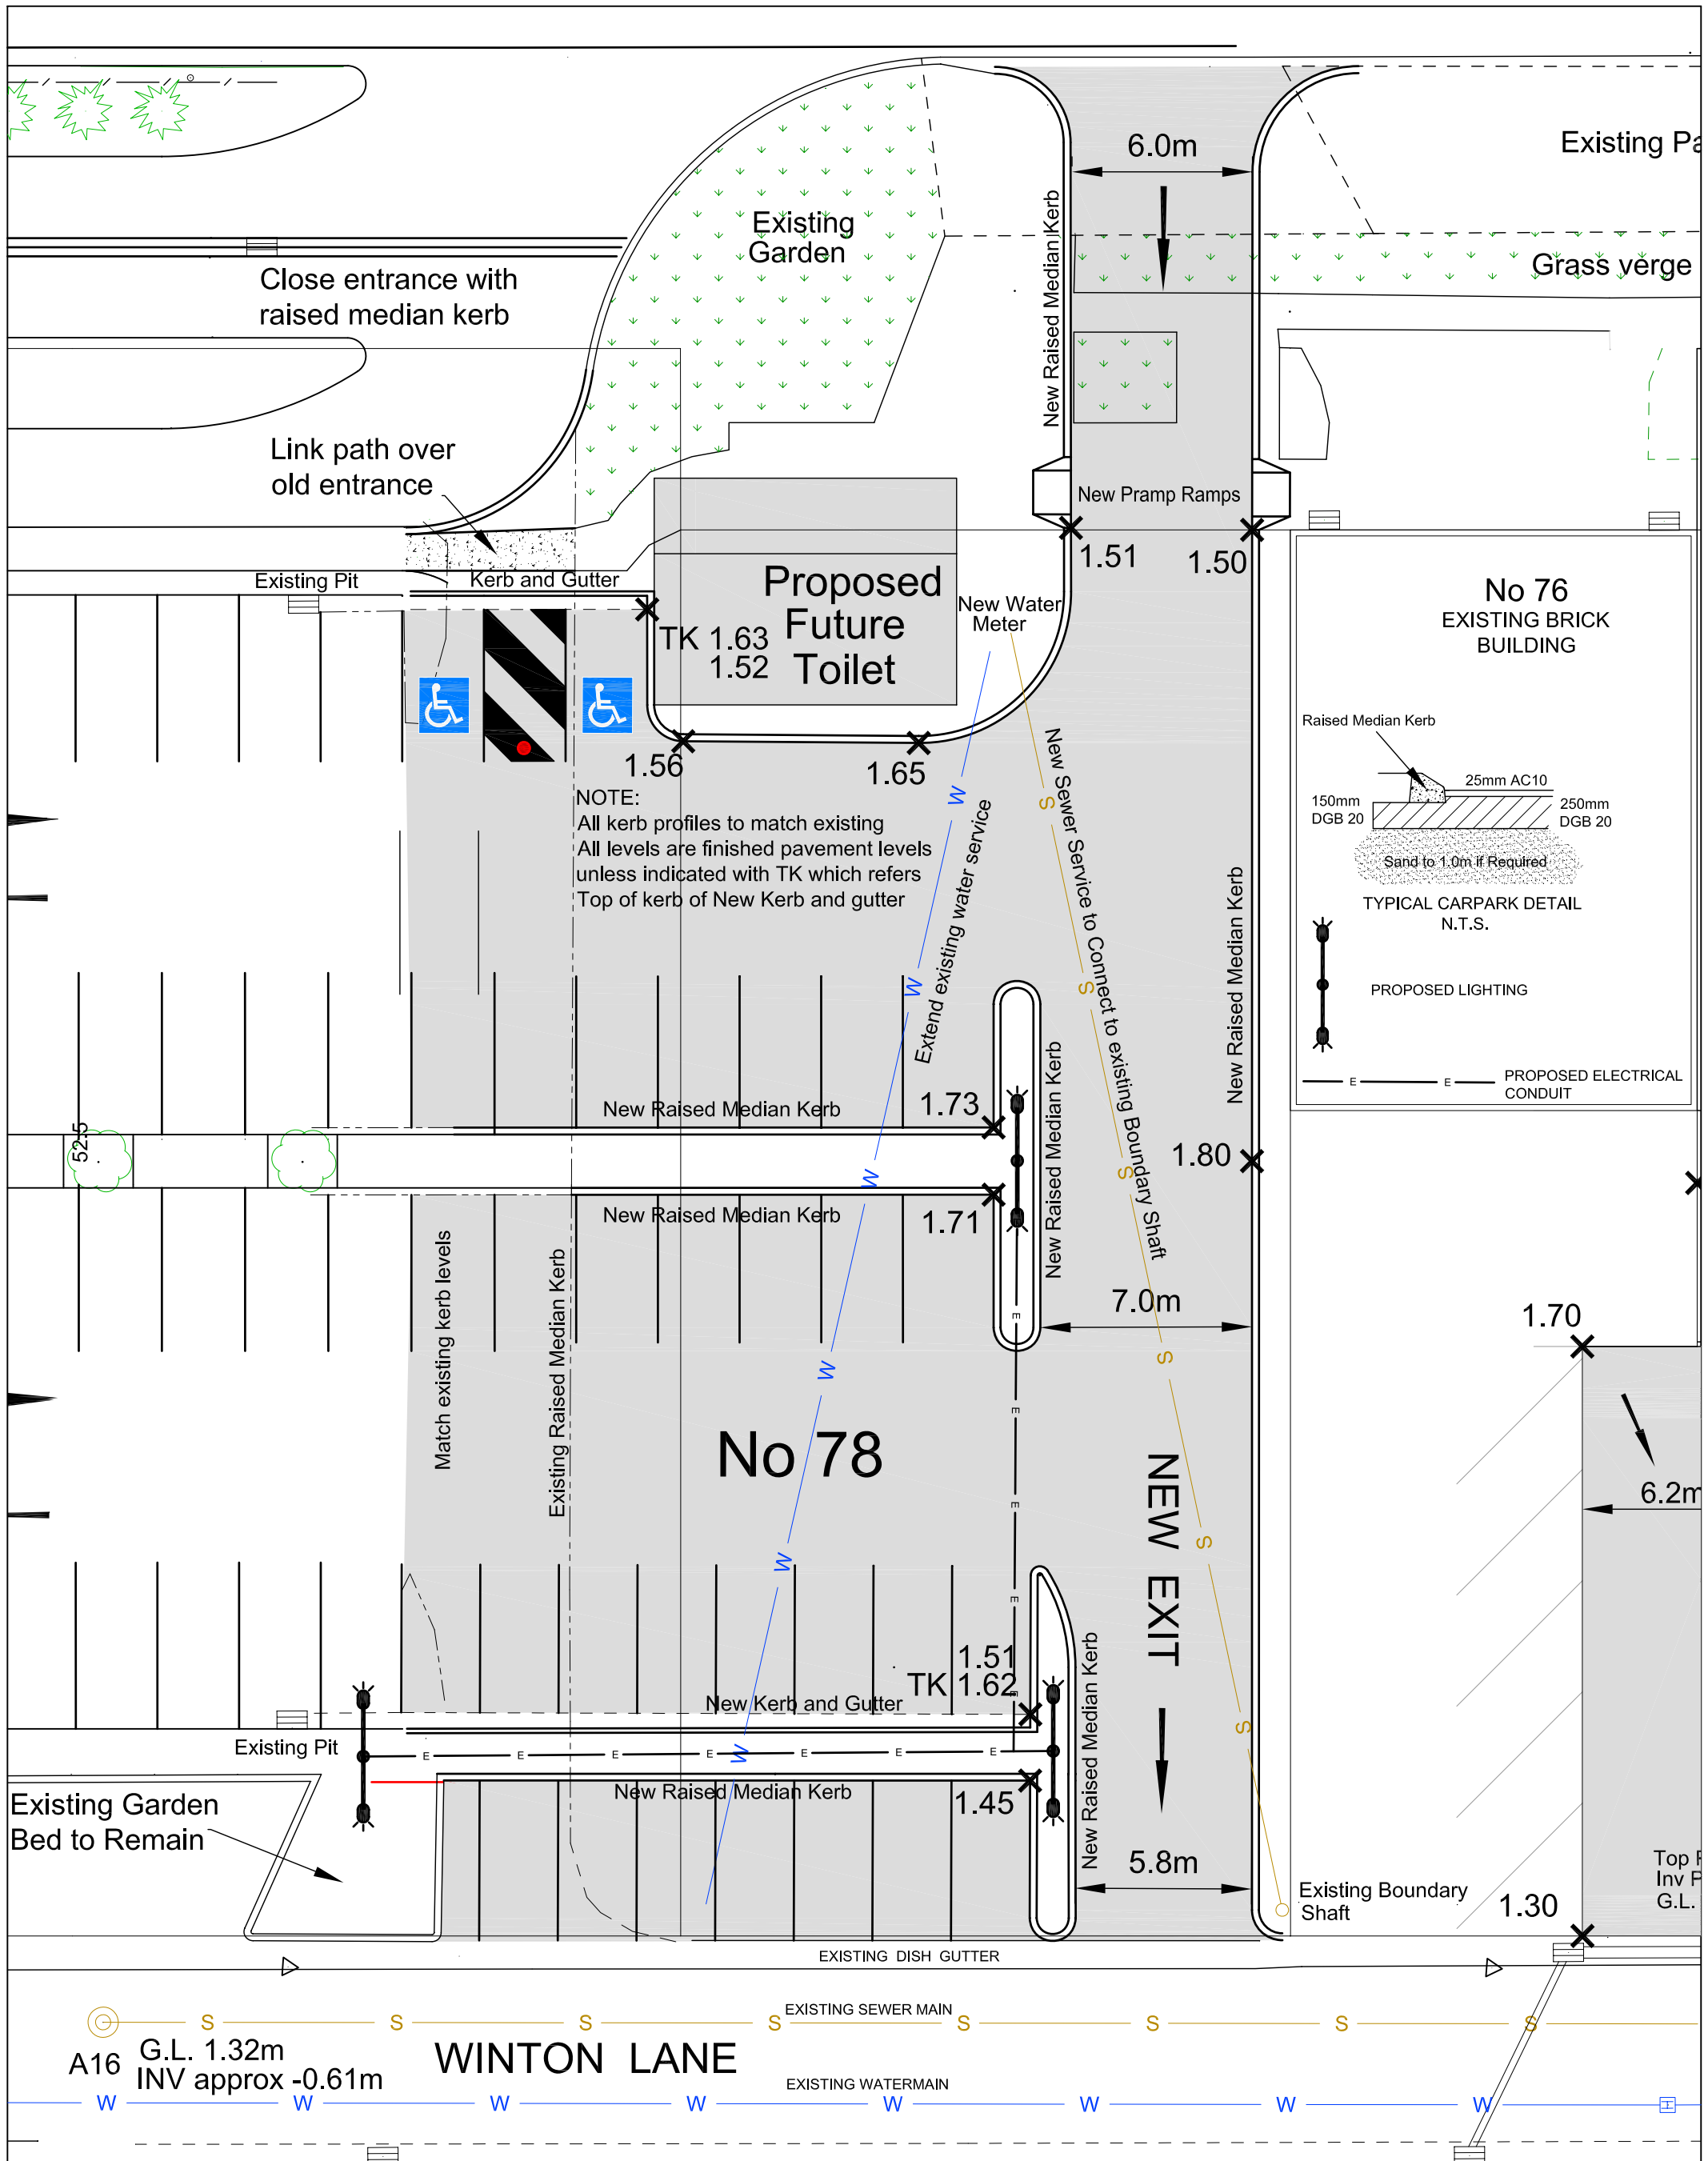 6.0m
Existing
Existing
Garden
Grass verge
Close entrance with
raised median kerb
New Raised Median Kerb
Link path over
old entrance
New Pramp Ramps
1.51
1.50
Existing Pit
Kerb and Gutter
TK 1.63
1.52
Proposed
Future
Toilet
New Water
Meter
No 76
EXISTING BRICK
BUILDING
Raised Median Kerb
25mm AC10
150mm
DGB 20
250mm
DGB 20
Sand to 1.0m if Required
TYPICAL CARPARK DETAIL
N.T.S.
PROPOSED LIGHTING
E E
PROPOSED ELECTRICAL
CONDUIT
1.56
1.65
NOTE:
All kerb profiles to match existing
All levels are finished pavement levels
unless indicated with TK which refers
Top of kerb of New Kerb and gutter
Extend existing water service
W W W W W W
New Sewer Service to Connect to existing Boundary Shaft
S S S S S S
New Raised Median Kerb
New Raised Median Kerb
1.73
New Raised Median Kerb
1.80
52.5
New Raised Median Kerb
1.71
7.0m
1.70
Match existing kerb levels
Existing Raised Median Kerb
E E E E E
No 78
NEW EXIT
6.2m
1.51
TK 1.62
New Kerb and Gutter
Existing Pit
E E E E E E E
New Raised Median Kerb
1.45
New Raised Median Kerb
Existing Garden
Bed to Remain
5.8m
Existing Boundary
Shaft
1.30
Top
Inv
G.L.
EXISTING DISH GUTTER
EXISTING SEWER MAIN
S S S S S S S S
A16
G.L. 1.32m
INV approx -0.61m
WINTON LANE
EXISTING WATERMAIN
W W W W W W W W H